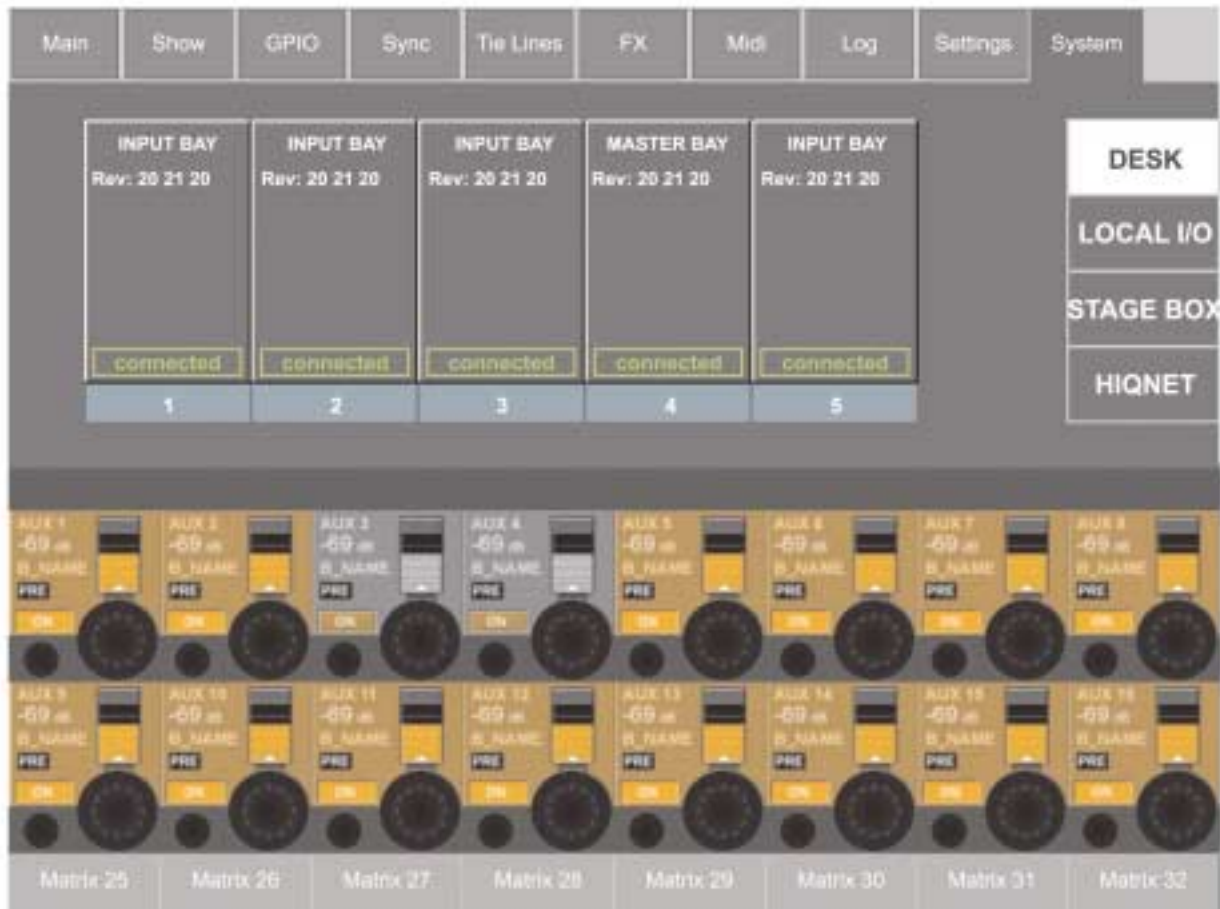 Main Show GPIO Sync Tie Lines FX Midi Log Settings System
INPUT BAY INPUT BAY INPUT BAY MASTER BAY INPUT BAY
Rev: 20 21 20 Rev: 20 21 20 Rev: 20 21 20 Rev: 20 21 20 Rev: 20 21 20
connected connected connected connected connected
1 2 3 4 5
DESK
LOCAL I/O
STAGE BOX
HIQNET
AUX 1 AUX 2 AUX 3 AUX 4 AUX 5 AUX 6 AUX 7 AUX 8
-69 dB -69 dB -69 dB -69 dB -69 dB -69 dB -69 dB -69 dB
B_NAME B_NAME B_NAME B_NAME B_NAME B_NAME B_NAME B_NAME
PRE PRE PRE PRE PRE PRE PRE PRE
ON ON ON ON ON ON ON ON
AUX 9 AUX 10 AUX 11 AUX 12 AUX 13 AUX 14 AUX 15 AUX 16
-69 dB -69 dB -69 dB -69 dB -69 dB -69 dB -69 dB -69 dB
B_NAME B_NAME B_NAME B_NAME B_NAME B_NAME B_NAME B_NAME
PRE PRE PRE PRE PRE PRE PRE PRE
ON ON ON ON ON ON ON ON
Matrix 25 Matrix 26 Matrix 27 Matrix 28 Matrix 29 Matrix 30 Matrix 31 Matrix 32